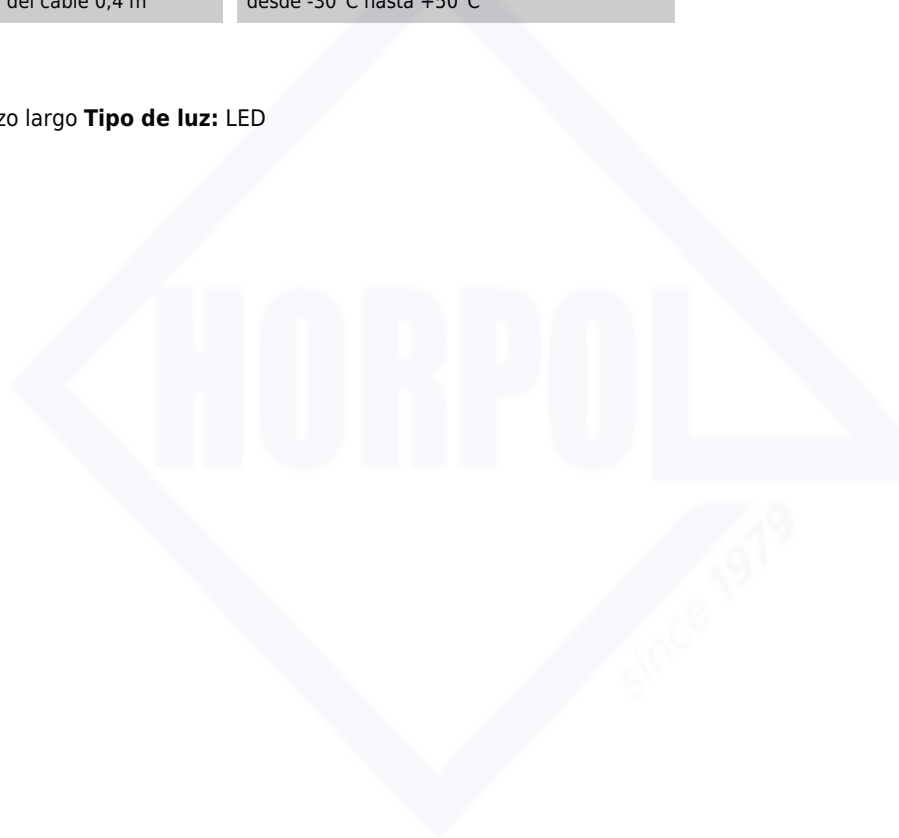 del cable 0,4 m desde -30°C hasta +50°C
zo largo Tipo de luz: LED
HORPOL
since 1979